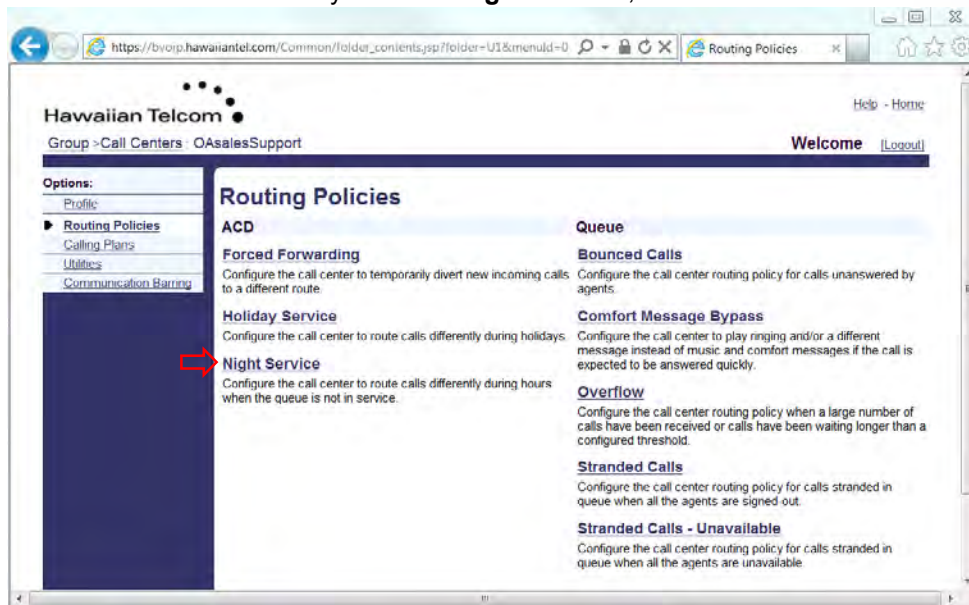 https://bvoip.hawaiiantel.com/Common/folder_contents.jsp?folder=U1&menuId=0
Routing Policies
Hawaiian Telcom
Help - Home
Group >Call Centers : OAsalesSupport
Welcome [Logout]
Options:
Profile
Routing Policies
Calling Plans
Utilities
Communication Barring
Routing Policies
ACD
Forced Forwarding
Configure the call center to temporarily divert new incoming calls
to a different route.
Holiday Service
Configure the call center to route calls differently during holidays.
Night Service
Configure the call center to route calls differently during hours
when the queue is not in service.
Queue
Bounced Calls
Configure the call center routing policy for calls unanswered by
agents.
Comfort Message Bypass
Configure the call center to play ringing and/or a different
message instead of music and comfort messages if the call is
expected to be answered quickly.
Overflow
Configure the call center routing policy when a large number of
calls have been received or calls have been waiting longer than a
configured threshold.
Stranded Calls
Configure the call center routing policy for calls stranded in
queue when all the agents are signed out.
Stranded Calls - Unavailable
Configure the call center routing policy for calls stranded in
queue when all the agents are unavailable